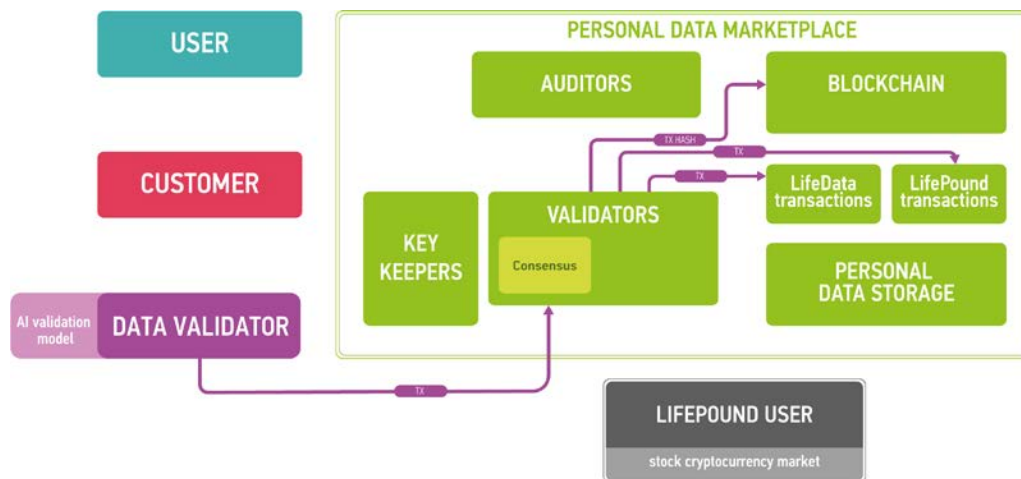 USER
PERSONAL DATA MARKETPLACE
AUDITORS
BLOCKCHAIN
TX HASH
TX
TX
CUSTOMER
LifeData
transactions
LifePound
transactions
KEY
KEEPERS
VALIDATORS
Consensus
PERSONAL
DATA STORAGE
AI validation
model
DATA VALIDATOR
TX
LIFEPOUND USER
stock cryptocurrency market